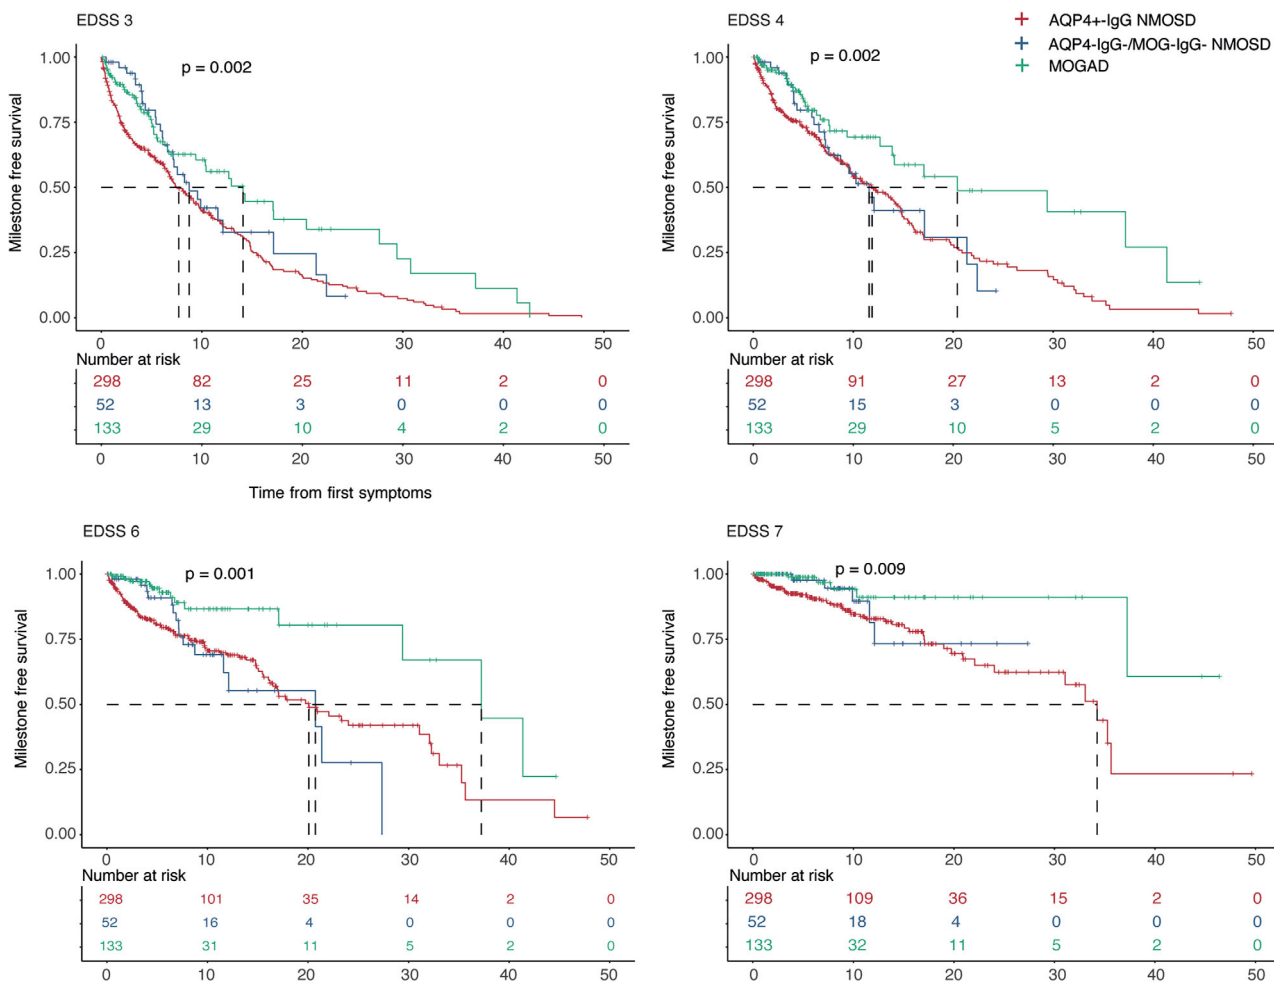 EDSS 3
p = 0.002
Milestone free survival
1.00
0.75
0.50
0.25
0.00
0 10 20 30 40 50
Number at risk
298 82 25 11 2 0
52 13 3 0 0 0
133 29 10 4 2 0
0 10 20 30 40 50
Time from first symptoms
EDSS 4
AQP4+-IgG NMOSD
AQP4-IgG-/MOG-IgG- NMOSD
MOGAD
p = 0.002
Milestone free survival
1.00
0.75
0.50
0.25
0.00
0 10 20 30 40 50
Number at risk
298 91 27 13 2 0
52 15 3 0 0 0
133 29 10 5 2 0
0 10 20 30 40 50
EDSS 6
p = 0.001
Milestone free survival
1.00
0.75
0.50
0.25
0.00
0 10 20 30 40 50
Number at risk
298 101 35 14 2 0
52 16 4 0 0 0
133 31 11 5 2 0
0 10 20 30 40 50
EDSS 7
p = 0.009
Milestone free survival
1.00
0.75
0.50
0.25
0.00
0 10 20 30 40 50
Number at risk
298 109 36 15 2 0
52 18 4 0 0 0
133 32 11 5 2 0
0 10 20 30 40 50